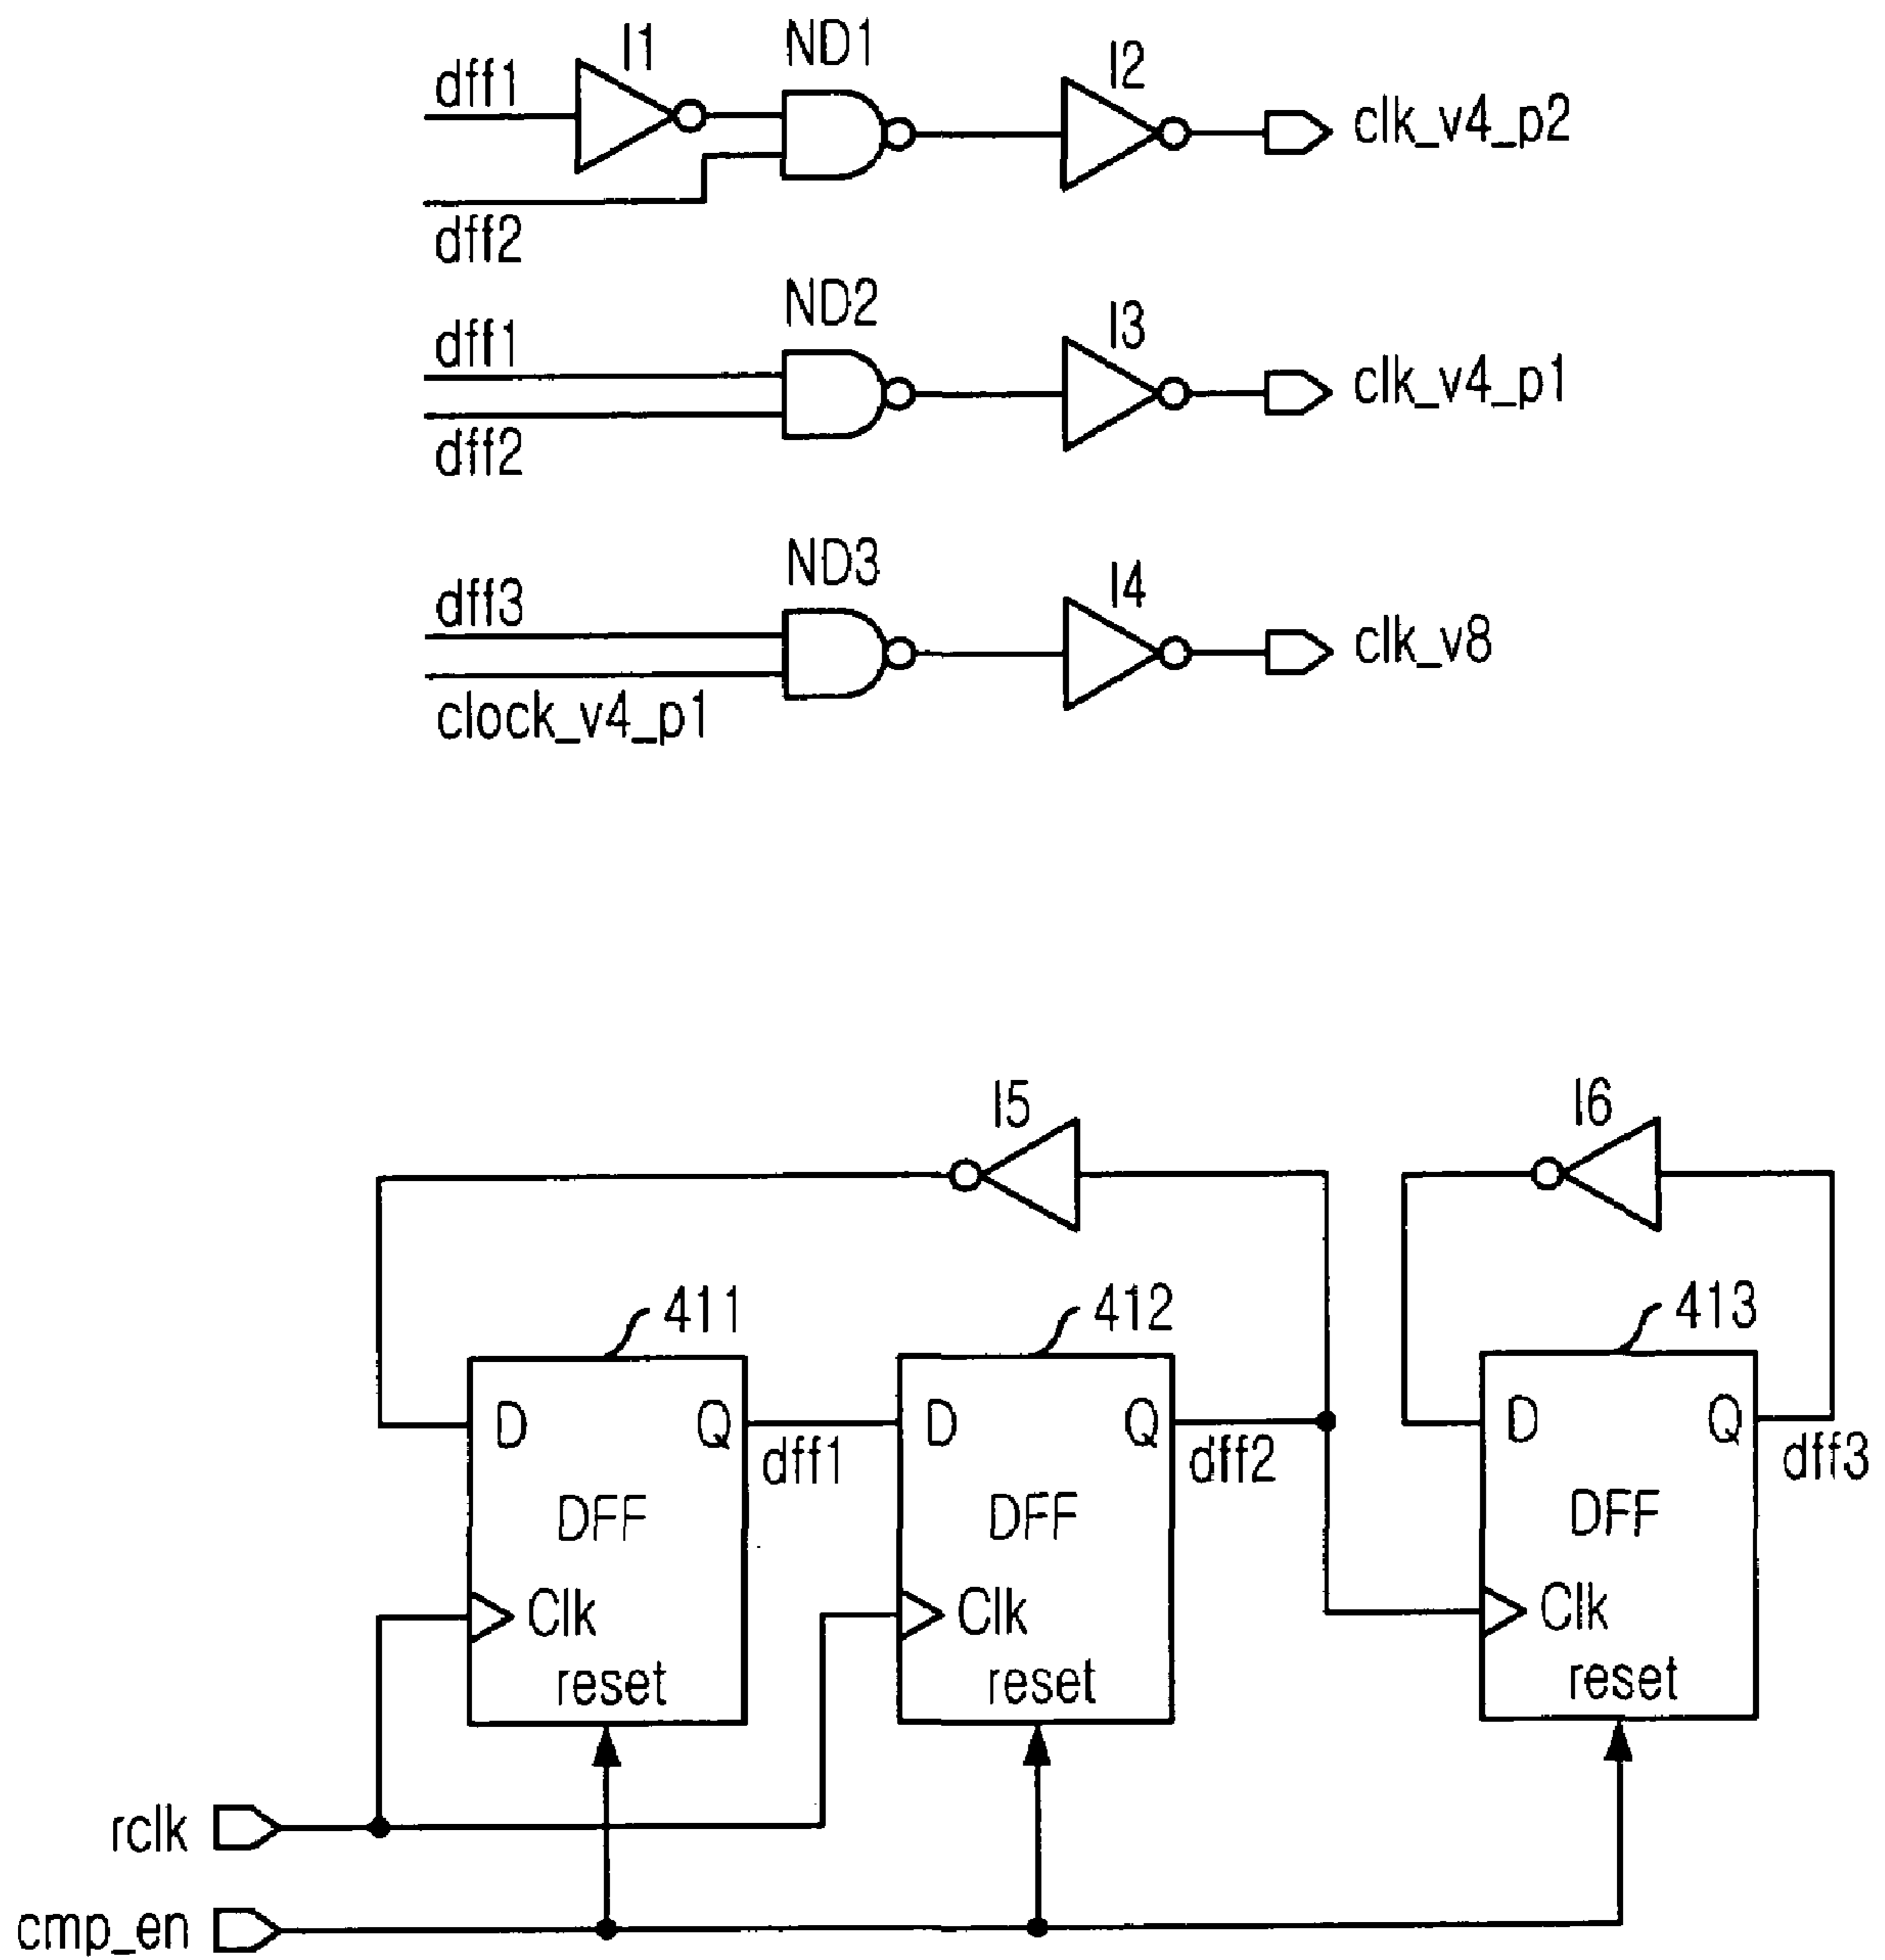 I1
ND1
I2
dff1
clk_v4_p2
dff2
ND2
I3
dff1
clk_v4_p1
dff2
ND3
I4
dff3
clk_v8
clock_v4_p1
I5
I6
411
412
413
D
Q
dff1
D
Q
dff2
D
Q
dff3
DFF
DFF
DFF
Clk
Clk
Clk
reset
reset
reset
rclk
cmp_en